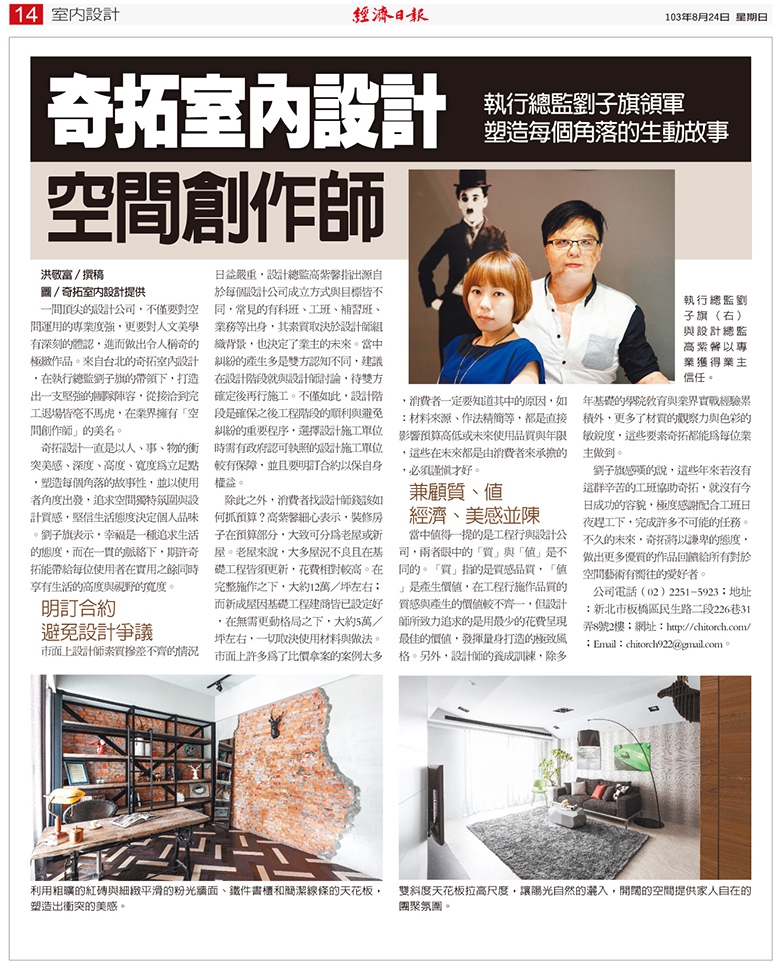 14 室內設計
經濟日報
103年8月24日 星期日
奇拓室內設計
執行總監劉子旗領軍
塑造每個角落的生動故事
空間創作師
執行總監劉
子旗（右）
與設計總監
高紫馨以專
業獲得業主
信任。
洪敬富/撰稿
圖/奇拓室內設計提供
一間頂尖的設計公司，不僅要對空
間運用的專業度強，更要對人文美學
有深刻的體認，進而做出令人稱奇的
極緻作品。來自台北的奇拓室內設計
，在執行總監劉子旗的帶領下，打造
出一支堅強的團隊陣容，從接洽到完
工退場皆毫不馬虎，在業界擁有「空
間創作師」的美名。
奇拓設計一直是以人、事、物的衝
突美感、深度、高度、寬度為立足點
，塑造每個角落的故事性，並以使用
者角度出發，追求空間獨特氛圍與設
計質感，堅信生活態度決定個人品味
。劉子旗表示，幸福是一種追求生活
的態度，而在一貫的脈絡下，期許奇
拓能帶給每位使用者在實用之餘同時
享有生活的高度與視野的寬度。
明訂合約
避免設計爭議
市面上設計師素質摻差不齊的情況
日益嚴重，設計總監高紫馨指出源自
於每個設計公司成立方式與目標皆不
同，常見的有科班、工班、補習班、
業務等出身，其素質取決於設計師組
織背景，也決定了業主的未來。當中
糾紛的產生多是雙方認知不同，建議
在設計階段就與設計師討論，待雙方
確定後再行施工。不僅如此，設計階
段是確保之後工程階段的順利與避免
糾紛的重要程序，選擇設計施工單位
時需有政府認可執照的設計施工單位
較有保障，並且要明訂合約以保自身
權益。
除此之外，消費者找設計師錢該如
何抓預算？高紫馨細心表示，裝修房
子在預算部分，大致可分為老屋或新
屋。老屋來說，大多屋況不良且在基
礎工程皆須更新，花費相對較高。在
完整施作之下，大約12萬／坪左右；
而新成屋因基礎工程建商皆已設定好
，在無需更動格局之下，大約5萬／
坪左右，一切取決使用材料與做法。
市面上許多為了比價拿案的案例太多
，消費者一定要知道其中的原因，如
：材料來源、作法精簡等，都是直接
影響預算高低或未來使用品質與年限
，這些在未來都是由消費者來承擔的
，必須謹慎才好。
兼顧質、值
經濟、美感並陳
當中值得一提的是工程行與設計公
司，兩者眼中的「質」與「值」是不
同的。「質」指的是質感品質，「值
」是產生價值，在工程行施作品質的
質感與產生的價值較不齊一，但設計
師所致力追求的是用最少的花費呈現
最佳的價值，發揮量身打造的極致風
格。另外，設計師的養成訓練，除多
年基礎的學院教育與業界實戰經驗累
積外，更多了材質的觀察力與色彩的
敏銳度，這些要素奇拓都能為每位業
主做到。
劉子旗感嘆的說，這些年來若沒有
這群辛苦的工班協助奇拓，就沒有今
日成功的容貌，極度感謝配合工班日
夜趕工下，完成許多不可能的任務。
不久的未來，奇拓將以謙卑的態度，
做出更多優質的作品回饋給所有對於
空間藝術有嚮往的愛好者。
公司電話（02）2251-5923；地址
：新北市板橋區民生路二段226巷31
弄8號2樓；網址：http://chitorch.com/
；Email：chitorch922@gmail.com。
利用粗曠的紅磚與細緻平滑的粉光牆面、鐵件書櫃和簡潔線條的天花板，
塑造出衝突的美感。
雙斜度天花板拉高尺度，讓陽光自然的灑入，開闊的空間提供家人自在的
團聚氛圍。